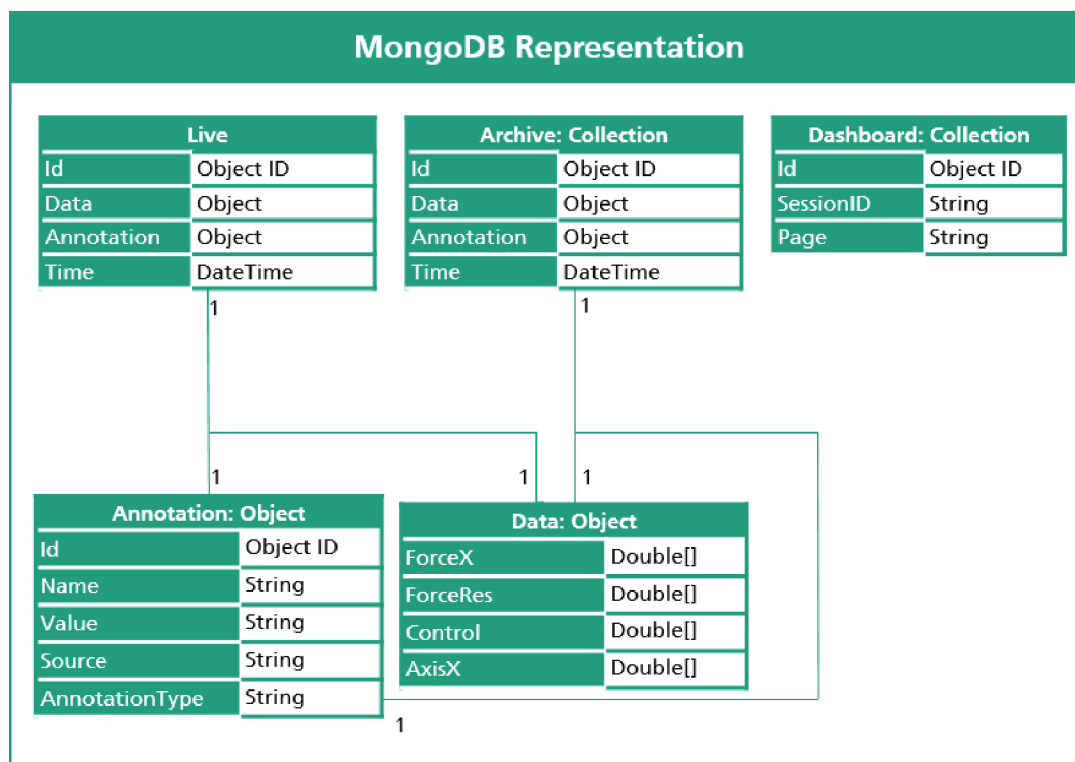 MongoDB Representation
Live
Id Object ID
Data Object
Annotation Object
Time DateTime
1
Archive: Collection
Id Object ID
Data Object
Annotation Object
Time DateTime
1
Dashboard: Collection
Id Object ID
SessionID String
Page String
1
1
1
Annotation: Object
Id Object ID
Name String
Value String
Source String
AnnotationType String
1
Data: Object
ForceX Double[]
ForceRes Double[]
Control Double[]
AxisX Double[]